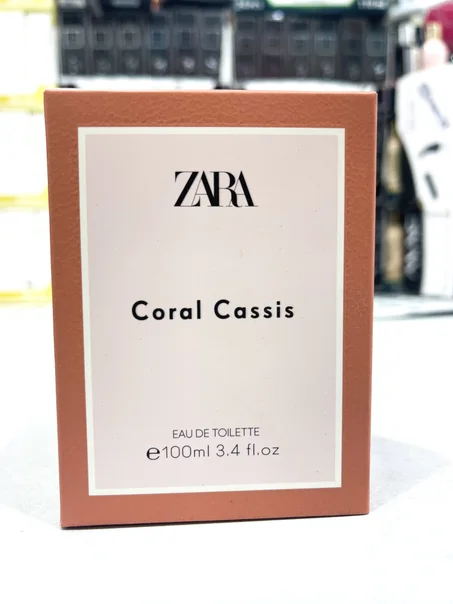 ZARA
Coral Cassis
EAU DE TOILETTE
℮100ml 3.4 fl.oz